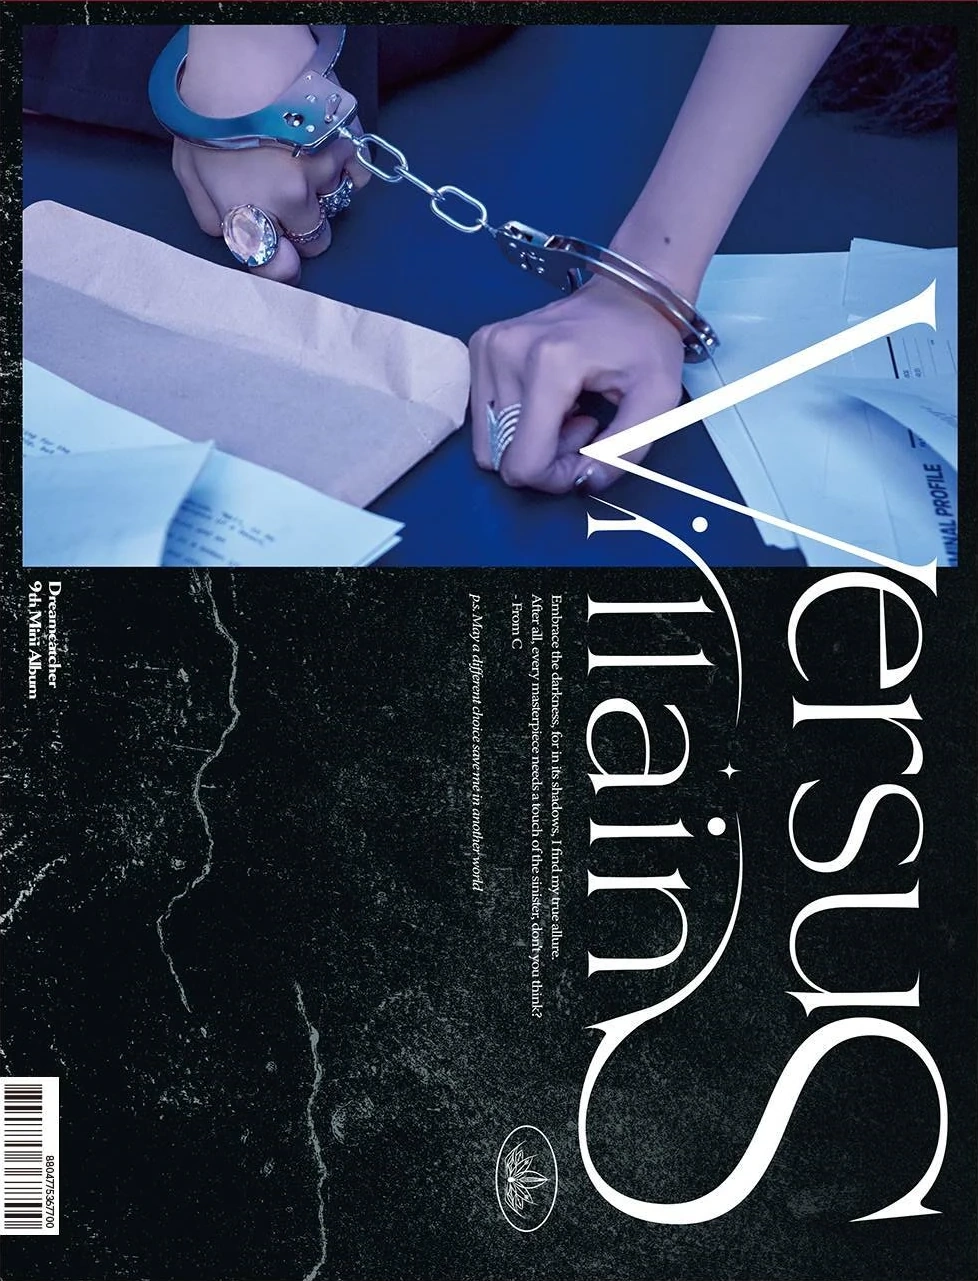 VersuS
Villains
Embrace the darkness, for in its shadows, I find my true allure.
After all, every masterpiece needs a touch of the sinister, don't you think?
- From C
p.s. May a different choice save me in another world
Dreamcatcher
9th Mini Album
8804775367700
MINAL PROFILE